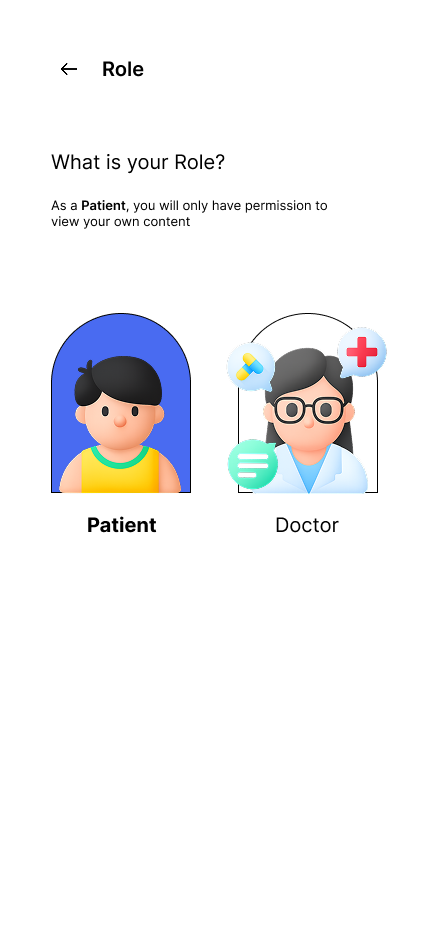 Role
What is your Role?
As a Patient, you will only have permission to
view your own content
Patient
Doctor